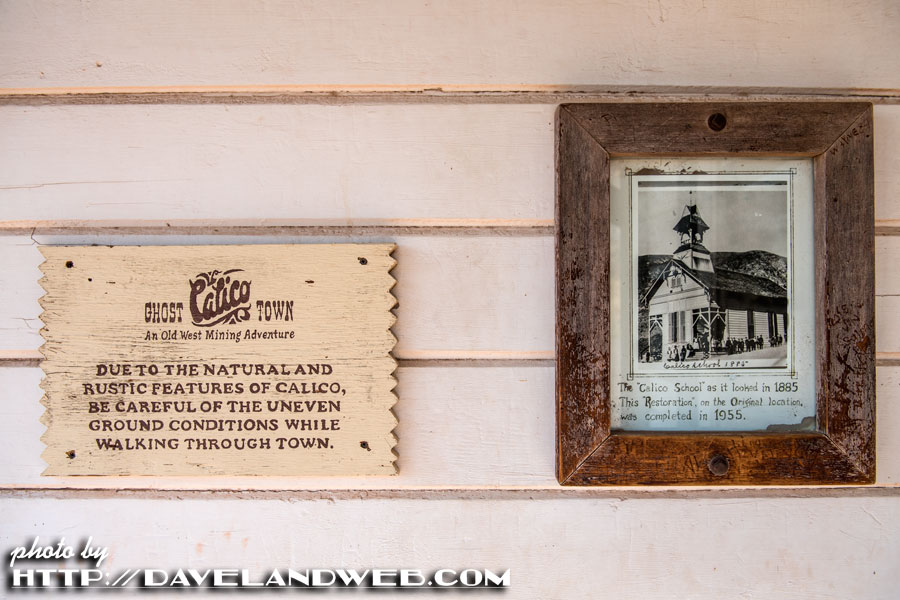 GHOST Calico TOWN
An Old West Mining Adventure
DUE TO THE NATURAL AND
RUSTIC FEATURES OF CALICO,
BE CAREFUL OF THE UNEVEN
GROUND CONDITIONS WHILE
WALKING THROUGH TOWN.
Calico School 1885
The "Calico School" as it looked in 1885
This "Restoration", on the Original location,
was completed in 1955.
photo by
HTTP://DAVELANDWEB.COM